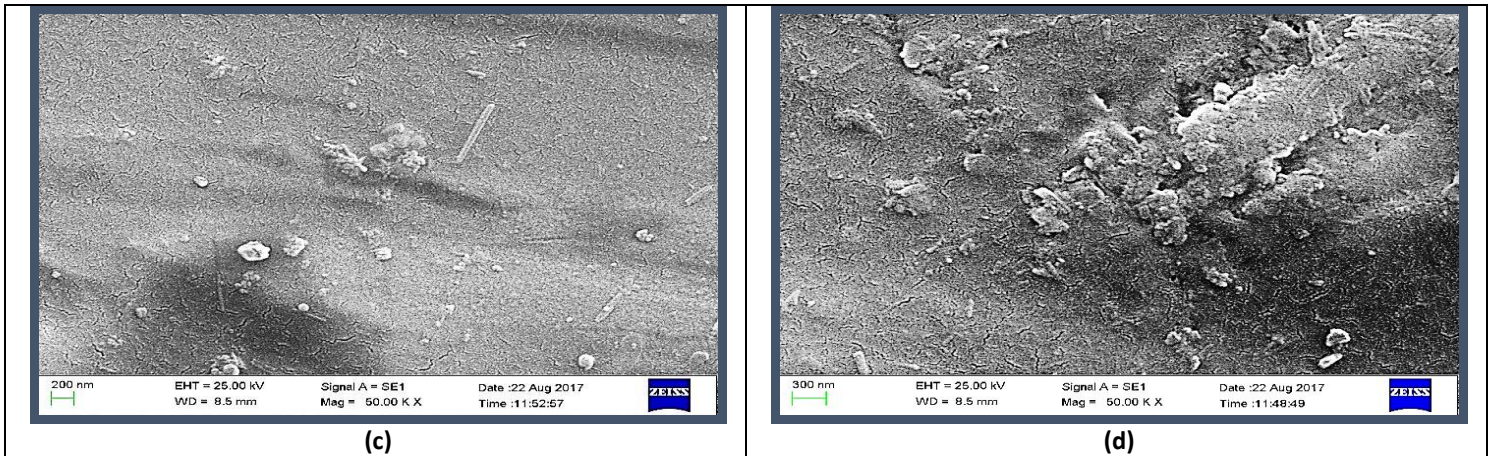 200 nm EHT = 25.00 kV Signal A = SE1 Date :22 Aug 2017 ZEISS
WD = 8.5 mm Mag = 50.00 K X Time :11:52:57
(c)
300 nm EHT = 25.00 kV Signal A = SE1 Date :22 Aug 2017 ZEISS
WD = 8.5 mm Mag = 50.00 K X Time :11:48:49
(d)